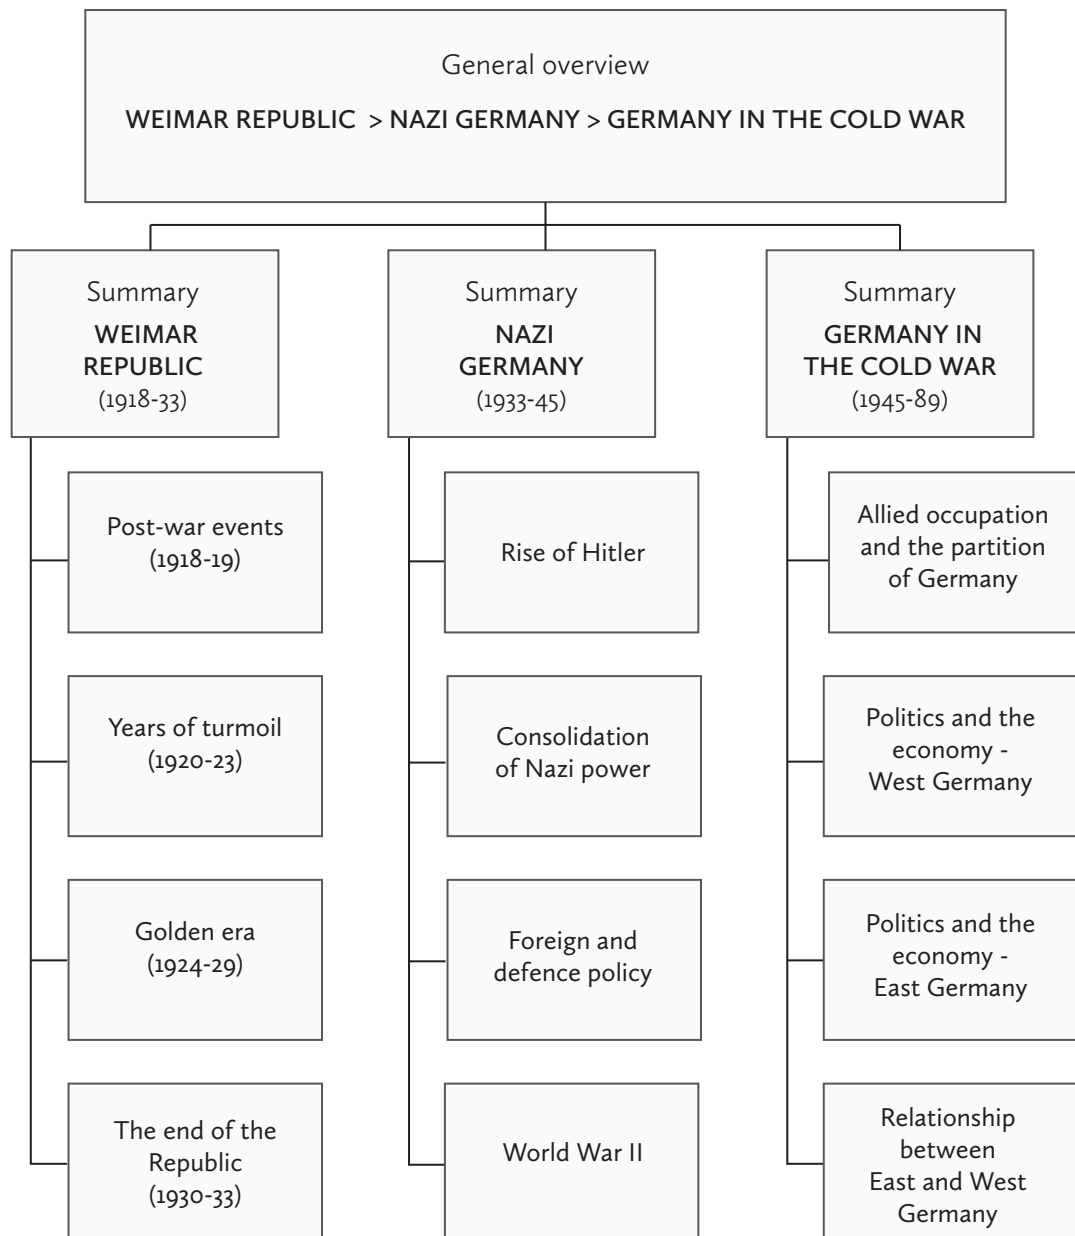 General overview
WEIMAR REPUBLIC > NAZI GERMANY > GERMANY IN THE COLD WAR
Summary
WEIMAR
REPUBLIC
(1918-33)
Post-war events
(1918-19)
Years of turmoil
(1920-23)
Golden era
(1924-29)
The end of the
Republic
(1930-33)
Summary
NAZI
GERMANY
(1933-45)
Rise of Hitler
Consolidation
of Nazi power
Foreign and
defence policy
World War II
Summary
GERMANY IN
THE COLD WAR
(1945-89)
Allied occupation
and the partition
of Germany
Politics and the
economy -
West Germany
Politics and the
economy -
East Germany
Relationship
between
East and West
Germany